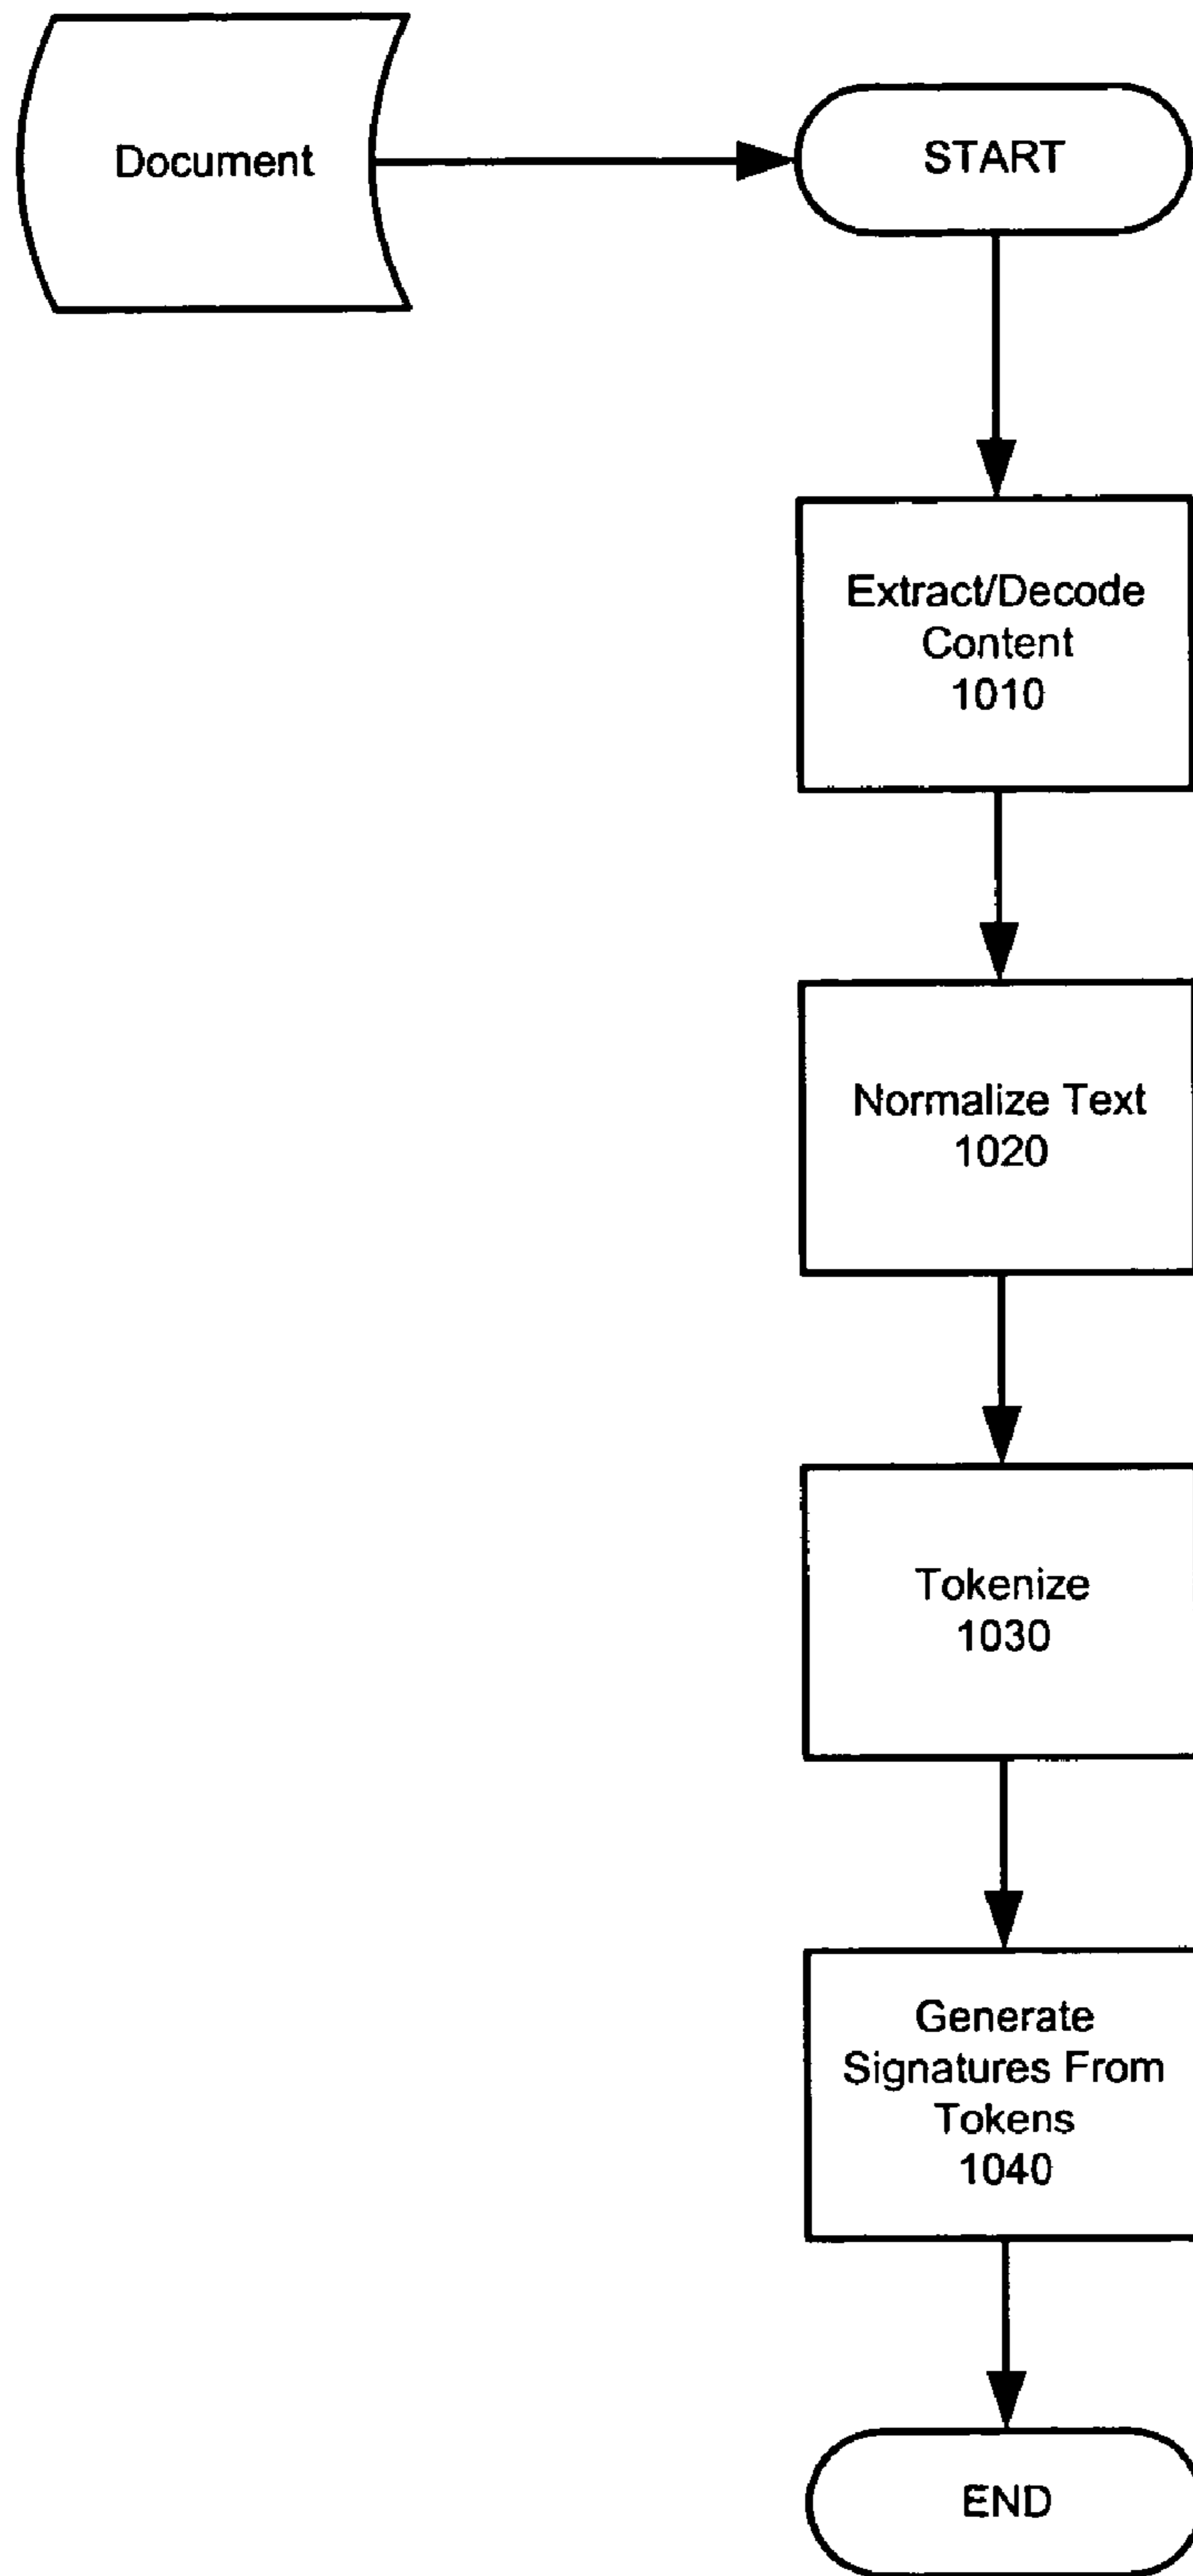 Document
START
Extract/Decode
Content
1010
Normalize Text
1020
Tokenize
1030
Generate
Signatures From
Tokens
1040
END